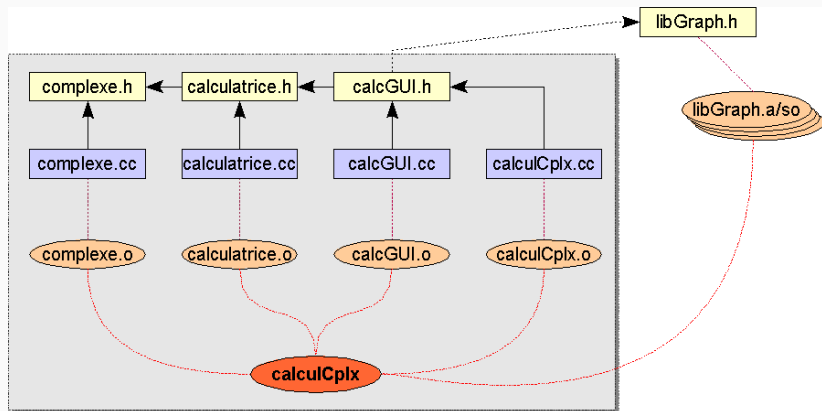 libGraph.h
complexe.h
calculatrice.h
calcGUI.h
libGraph.a/so
complexe.cc
calculatrice.cc
calcGUI.cc
calculCplx.cc
complexe.o
calculatrice.o
calcGUI.o
calculCplx.o
calculCplx